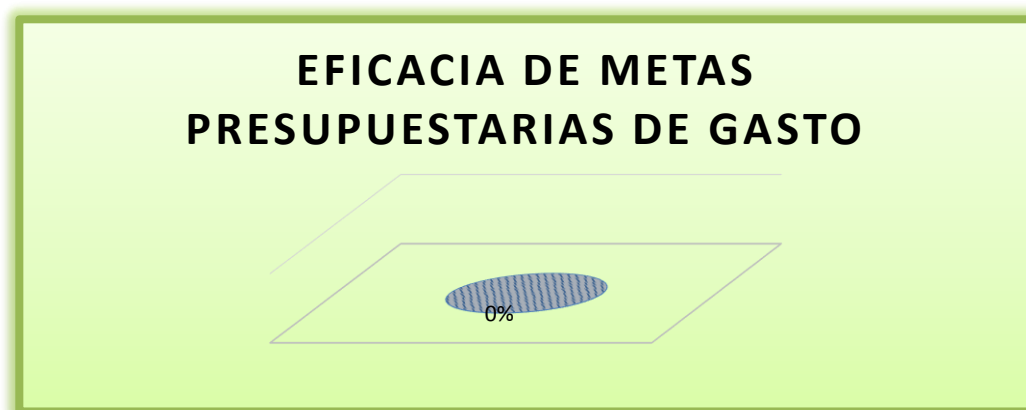 EFICACIA DE METAS
PRESUPUESTARIAS DE GASTO
0%